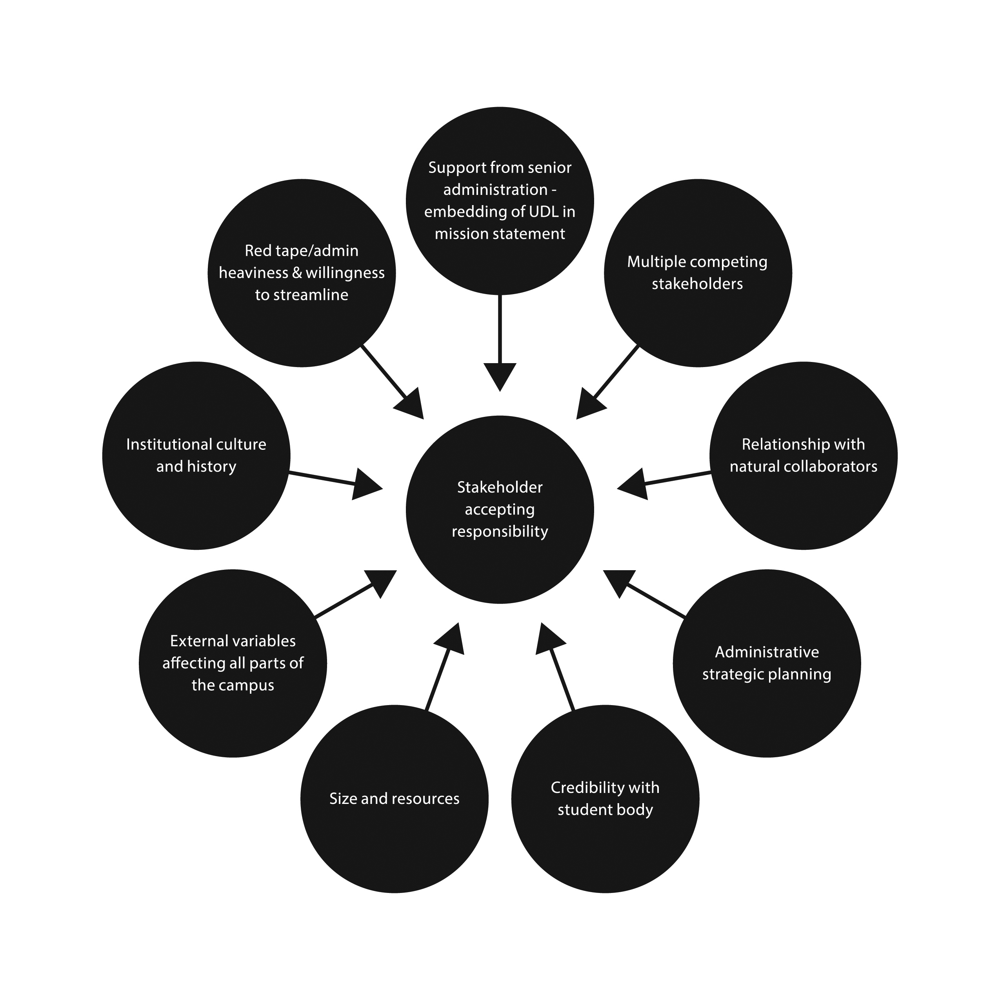 Support from senior
administration -
embedding of UDL in
mission statement
Multiple competing
stakeholders
Relationship with
natural collaborators
Administrative
strategic planning
Credibility with
student body
Size and resources
External variables
affecting all parts of
the campus
Institutional culture
and history
Red tape/admin
heaviness & willingness
to streamline
Stakeholder
accepting
responsibility